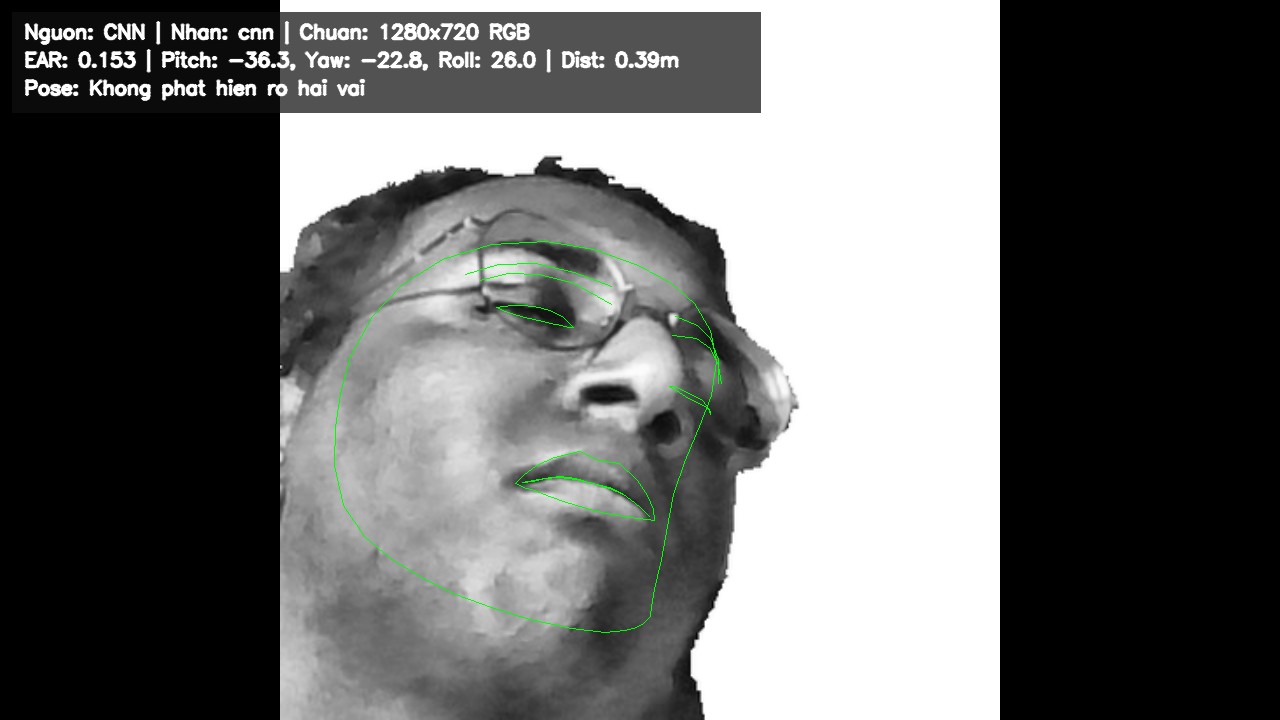 Nguon: CNN | Nhan: cnn | Chuan: 1280x720 RGB
EAR: 0.153 | Pitch: -36.3, Yaw: -22.8, Roll: 26.0 | Dist: 0.39m
Pose: Khong phat hien ro hai vai